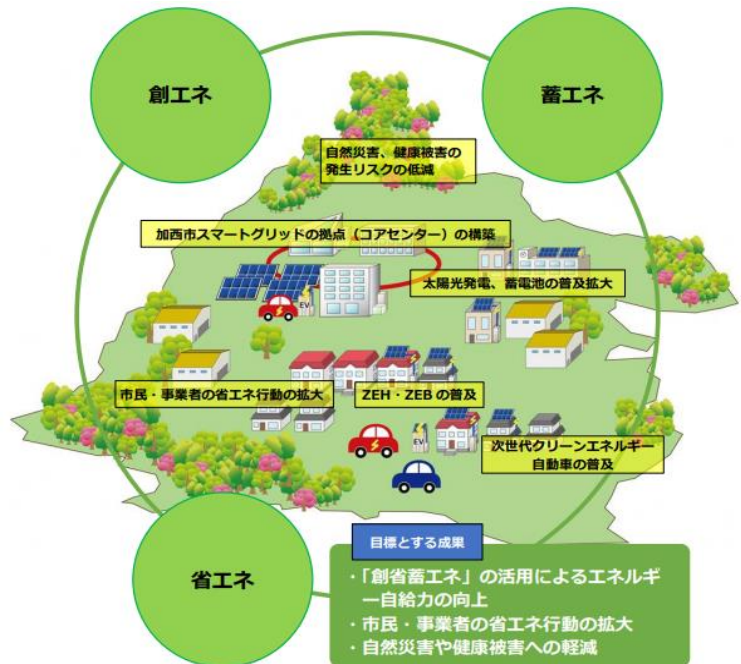 創エネ
蓄エネ
自然災害、健康被害の
発生リスクの低減
加西市スマートグリッドの拠点(コアセンター)の構築
太陽光発電、蓄電池の普及拡大
EV
市民・事業者の省エネ行動の拡大
ZEH・ZEBの普及
EV
次世代クリーンエネルギー
自動車の普及
省エネ
目標とする成果
・「創省蓄エネ」の活用によるエネルギ
ー自給力の向上
・市民・事業者の省エネ行動の拡大
・自然災害や健康被害への軽減